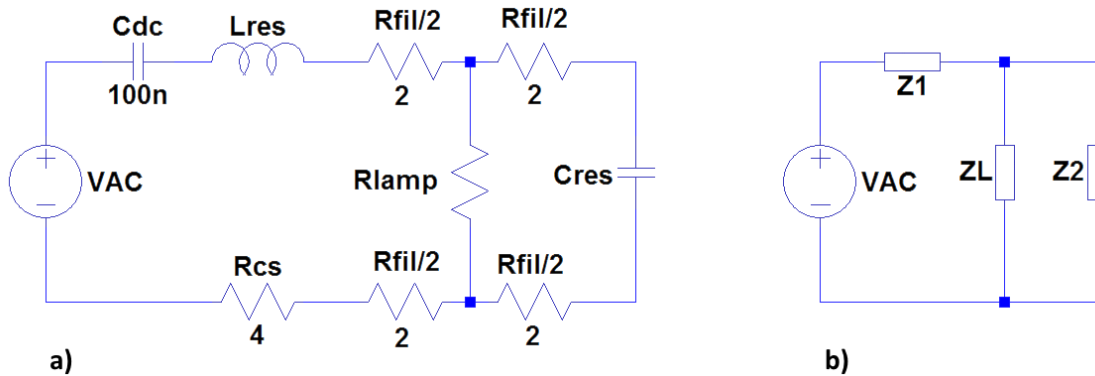 Cdc
Lres
Rfil/2
Rfil/2
100n
2
2
VAC
Rlamp
Cres
Rcs
Rfil/2
Rfil/2
4
2
2
a)
Z1
VAC
ZL
Z2
b)